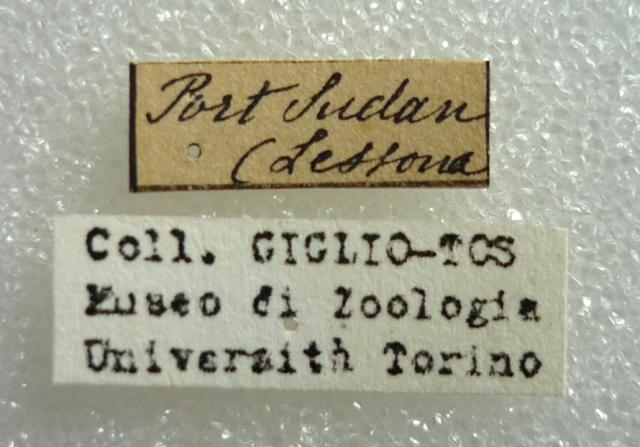 Port Sudan
(Lessona
Coll. GIGLIO-TOS
Museo di Zoologia
Università Torino